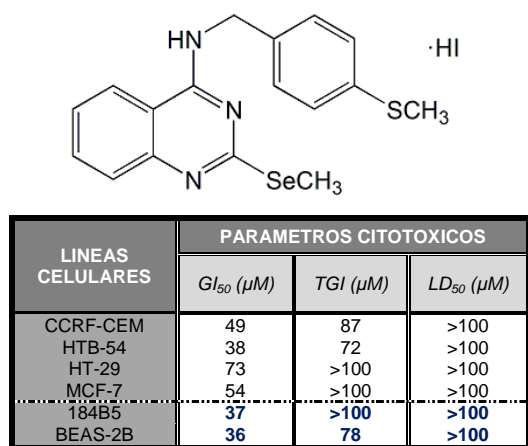 HN
·HI
N
SCH3
N
SeCH3
LINEAS CELULARES
PARAMETROS CITOTOXICOS
GI50 (µM) TGI (µM) LD50 (µM)
CCRF-CEM 49 87 >100
HTB-54 38 72 >100
HT-29 73 >100 >100
MCF-7 54 >100 >100
184B5 37 >100 >100
BEAS-2B 36 78 >100